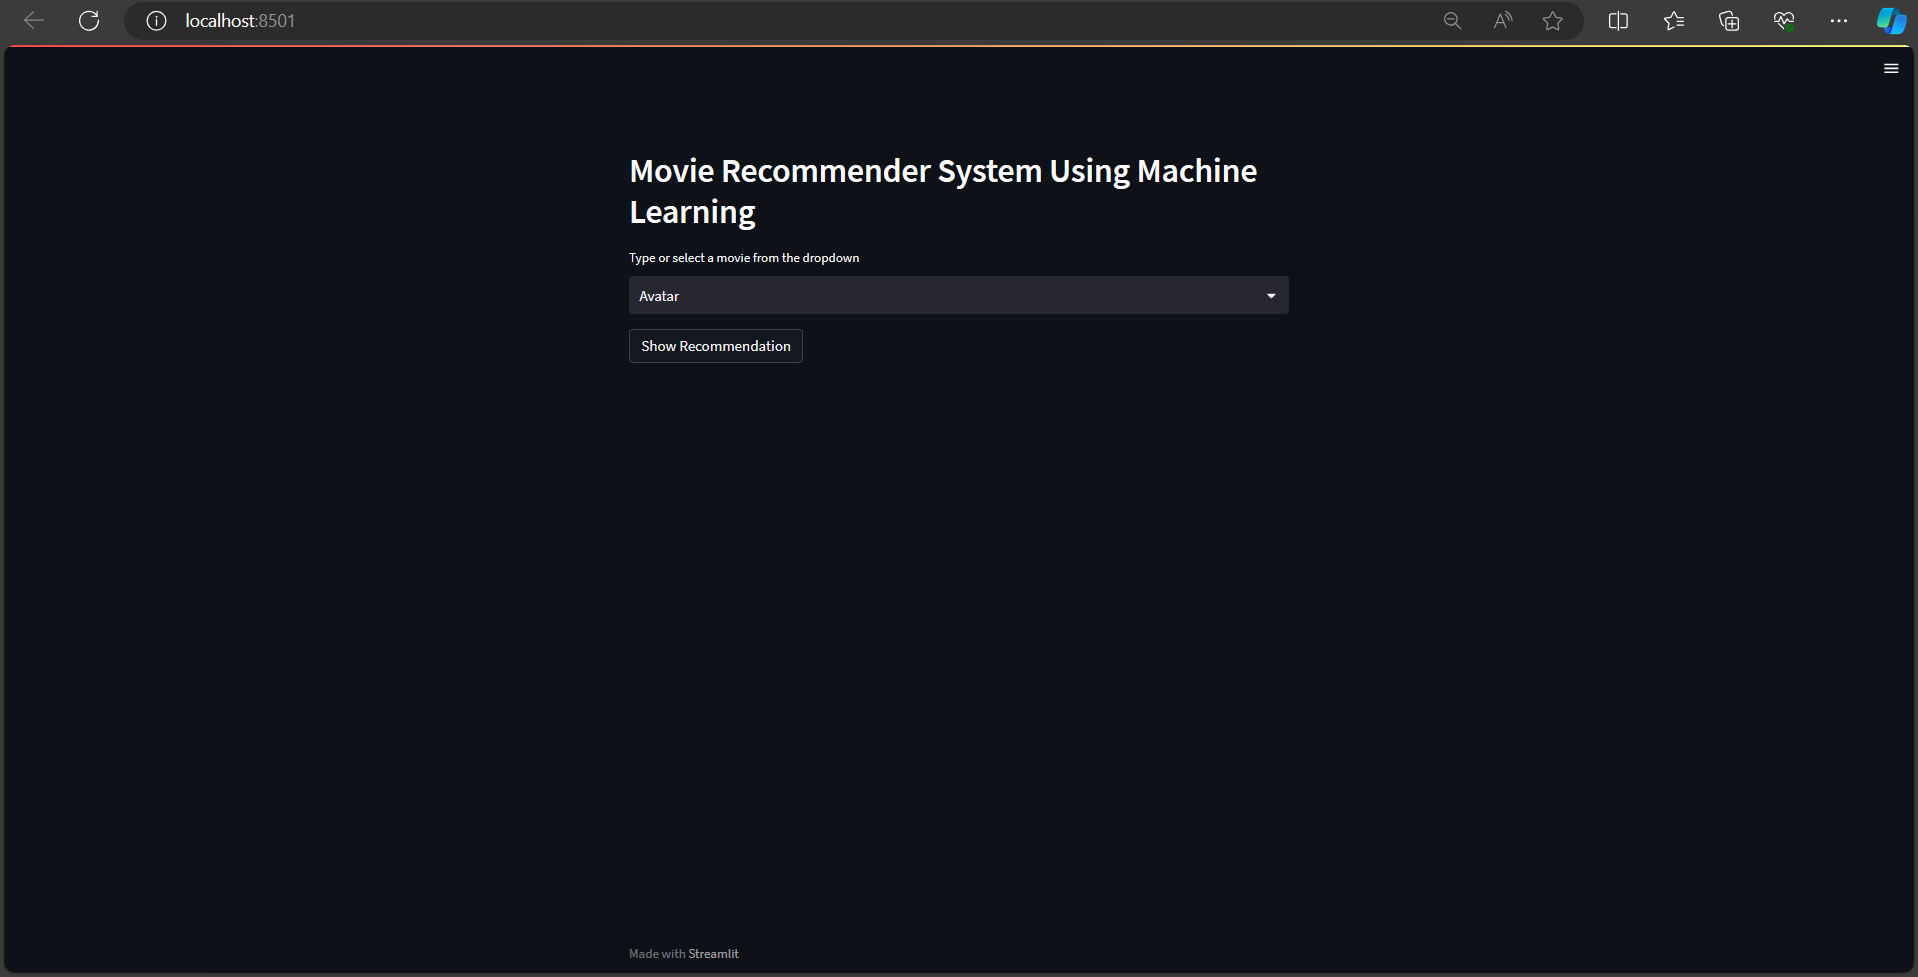 localhost:8501
Movie Recommender System Using Machine
Learning
Type or select a movie from the dropdown
Avatar
Show Recommendation
Made with Streamlit